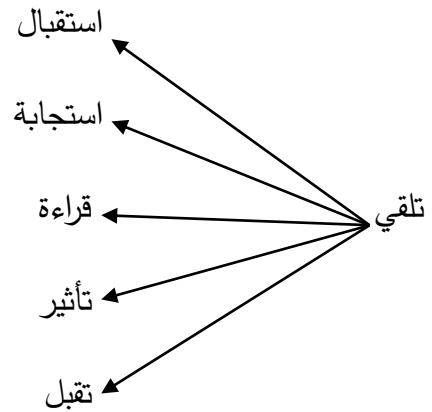 استقبال
استجابة
قراءة
تلقي
تأثير
تقبل